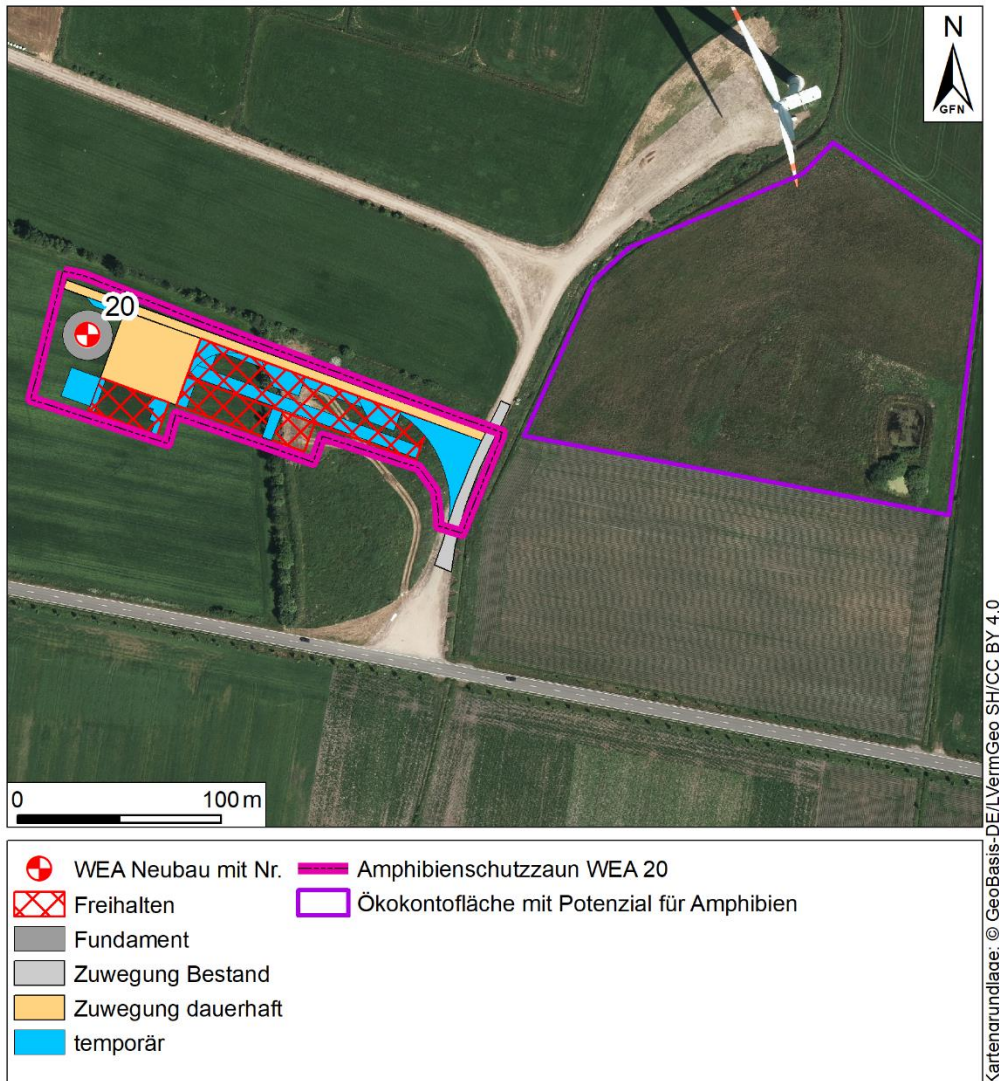 N
GFN
20
0
100 m
WEA Neubau mit Nr.
Freihalten
Fundament
Zuwegung Bestand
Zuwegung dauerhaft
temporär
Amphibienschutzzaun WEA 20
Ökokontofläche mit Potenzial für Amphibien
Kartengrundlage: © GeoBasis-DE/LVermGeo SH/CC BY 4.0